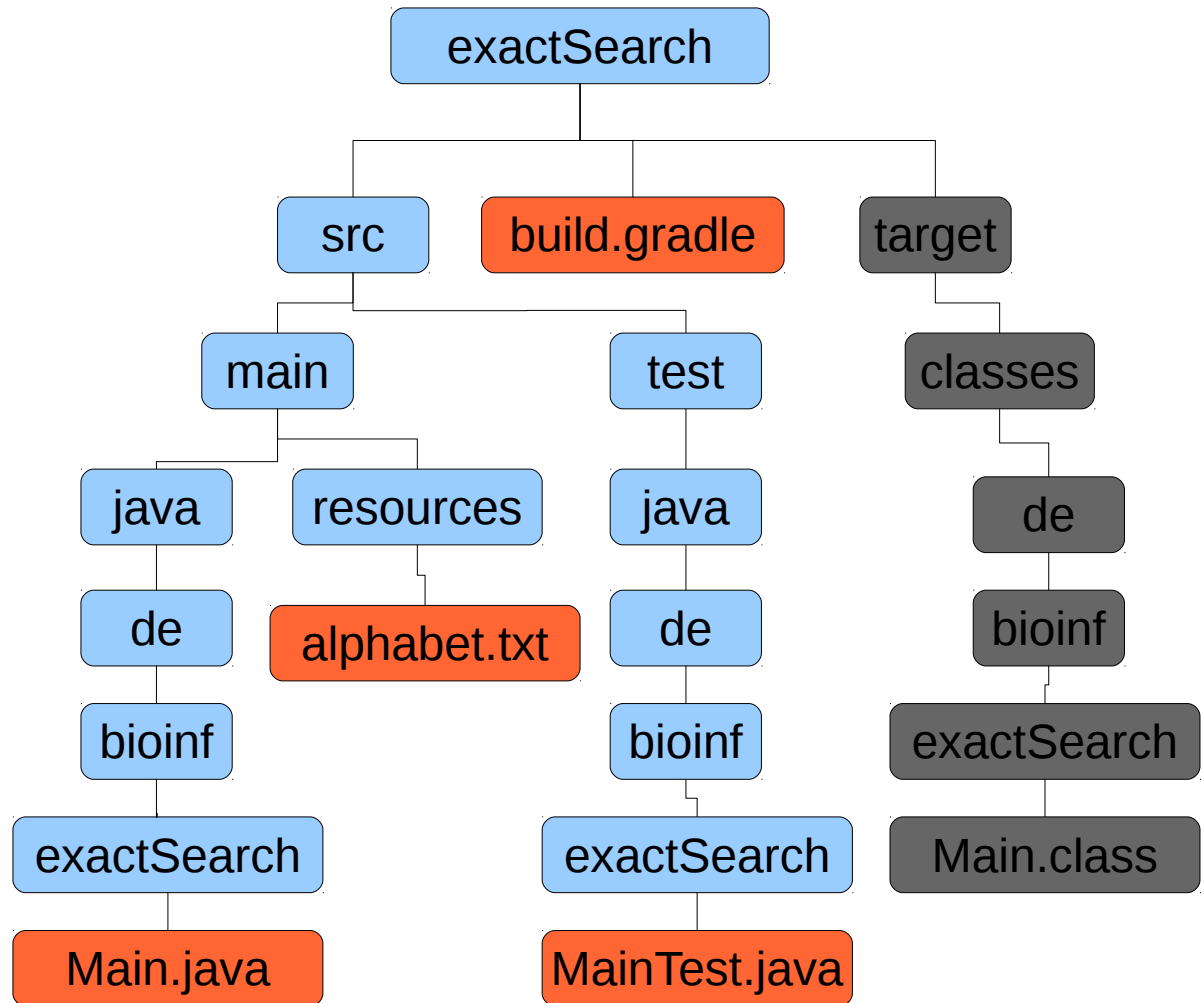 exactSearch
src
build.gradle
target
main
test
classes
java
resources
java
de
de
alphabet.txt
de
bioinf
bioinf
bioinf
exactSearch
exactSearch
exactSearch
Main.class
Main.java
MainTest.java